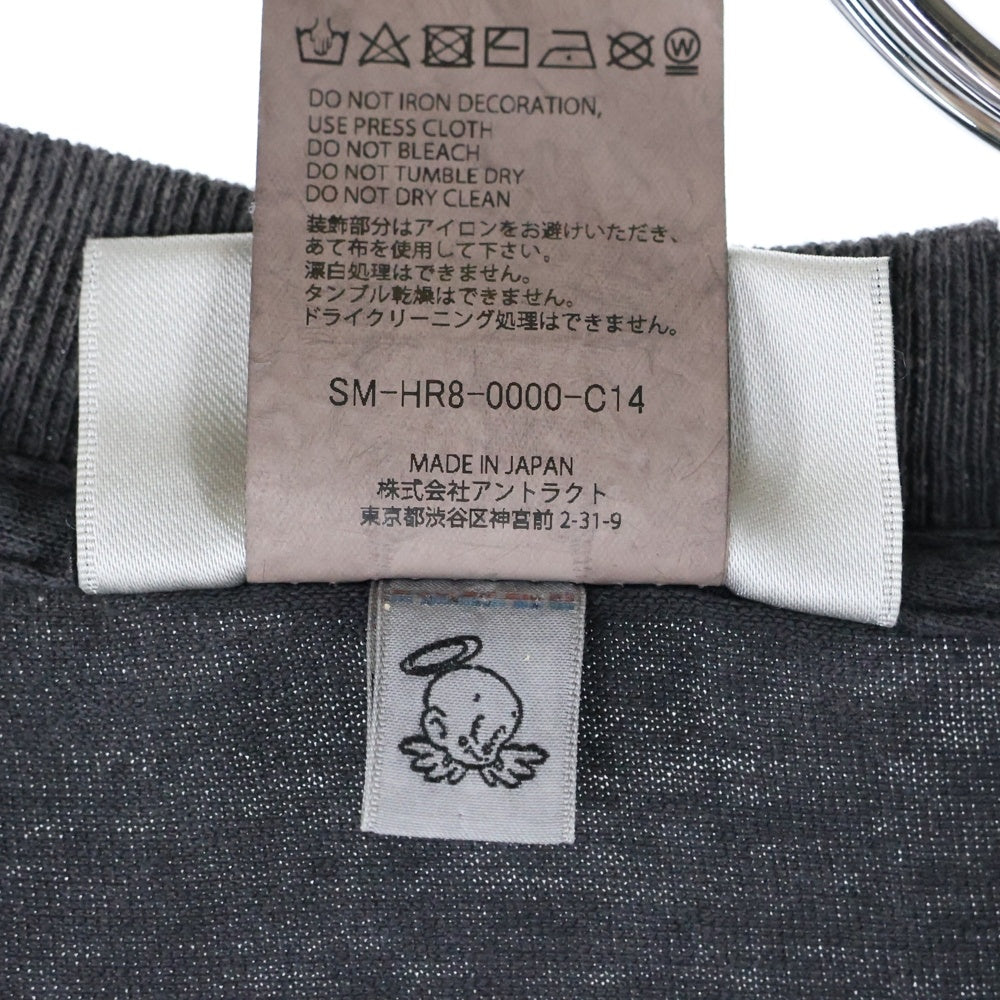 W
DO NOT IRON DECORATION,
USE PRESS CLOTH
DO NOT BLEACH
DO NOT TUMBLE DRY
DO NOT DRY CLEAN
装飾部分はアイロンをお避けいただき、
あて布を使用して下さい。
漂白処理はできません。
タンブル乾燥はできません。
ドライクリーニング処理はできません。
SM-HR8-0000-C14
MADE IN JAPAN
株式会社アントラクト
東京都渋谷区神宮前 2-31-9